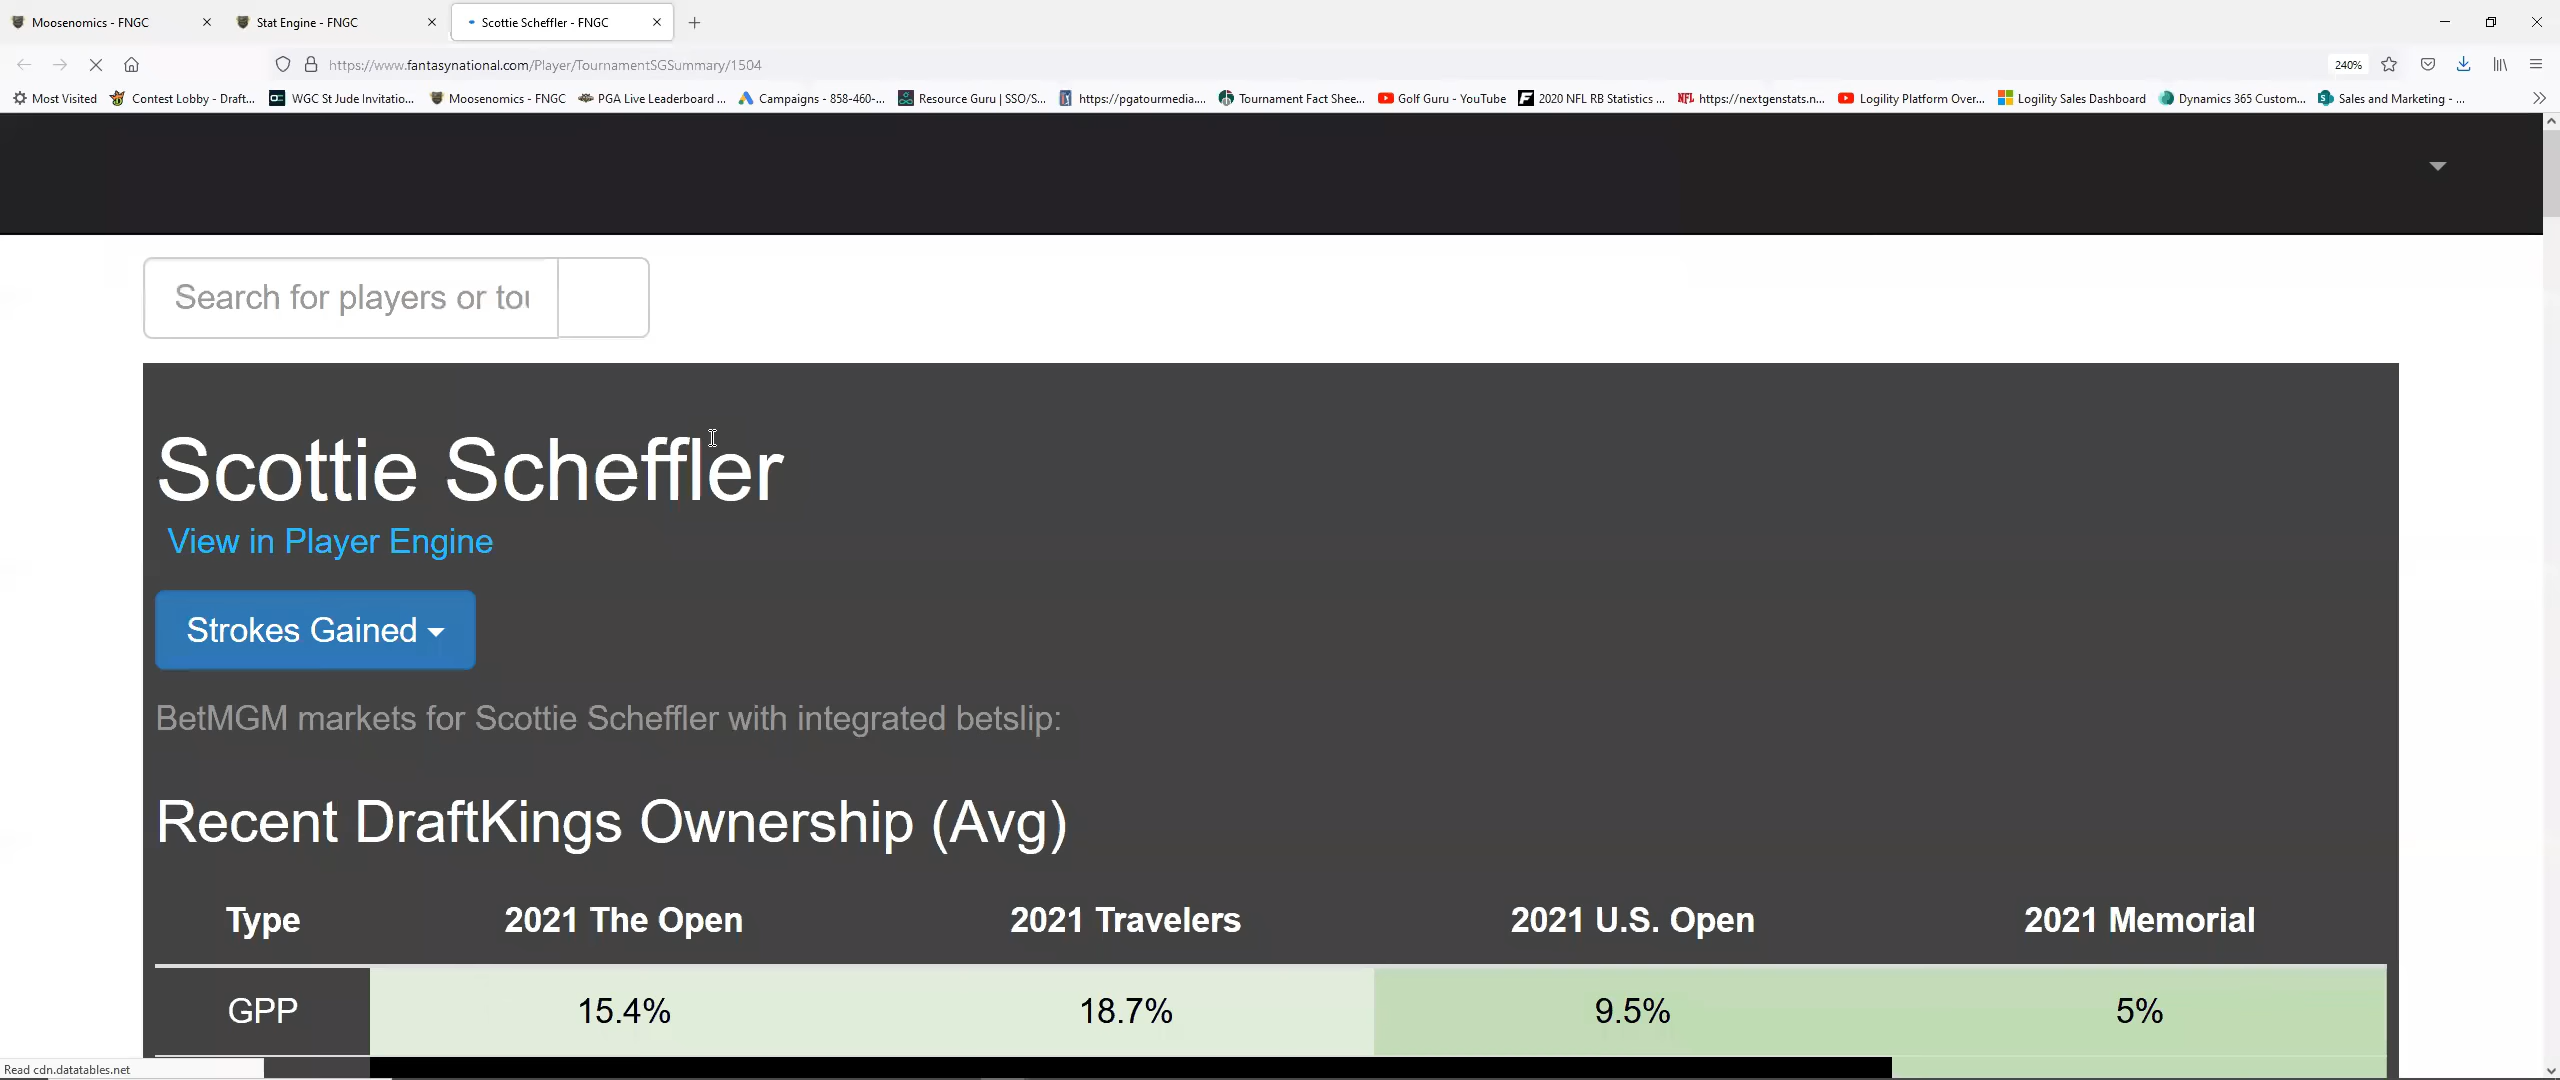 Moosenomics - FNGC
Stat Engine - FNGC
Scottie Scheffler - FNGC
https://www.fantasynational.com/Player/TournamentSGSummary/1504
240%
Most Visited
Contest Lobby - Draft...
WGC St Jude Invitatio...
Moosenomics - FNGC
PGA Live Leaderboard ...
Campaigns - 858-460-...
Resource Guru | SSO/S...
https://pgatourmedia....
Tournament Fact Shee...
Golf Guru - YouTube
2020 NFL RB Statistics ...
https://nextgenstats.n...
Logility Platform Over...
Logility Sales Dashboard
Dynamics 365 Custom...
Sales and Marketing - ...
Search for players or tou
Scottie Scheffler
View in Player Engine
Strokes Gained
BetMGM markets for Scottie Scheffler with integrated betslip:
Recent DraftKings Ownership (Avg)
Type 2021 The Open 2021 Travelers 2021 U.S. Open 2021 Memorial
GPP 15.4% 18.7% 9.5% 5%
Read cdn.datatables.net